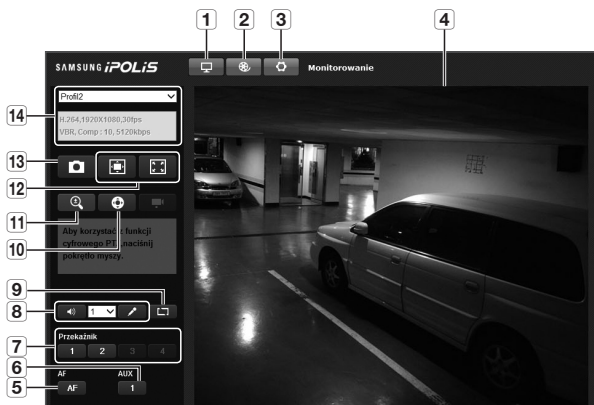 1
2
3
4
SAMSUNG iPOLiS
Monitorowanie
14
Profil2
H.264,1920X1080,30fps
VBR, Comp : 10, 5120kbps
13
12
11
10
Aby korzystać z funkcji
cyfrowego PTZ,naciśnij
pokrętło myszy.
9
8
1
7
Przekaźnik
1 2 3 4
6
AF AUX
5
AF 1